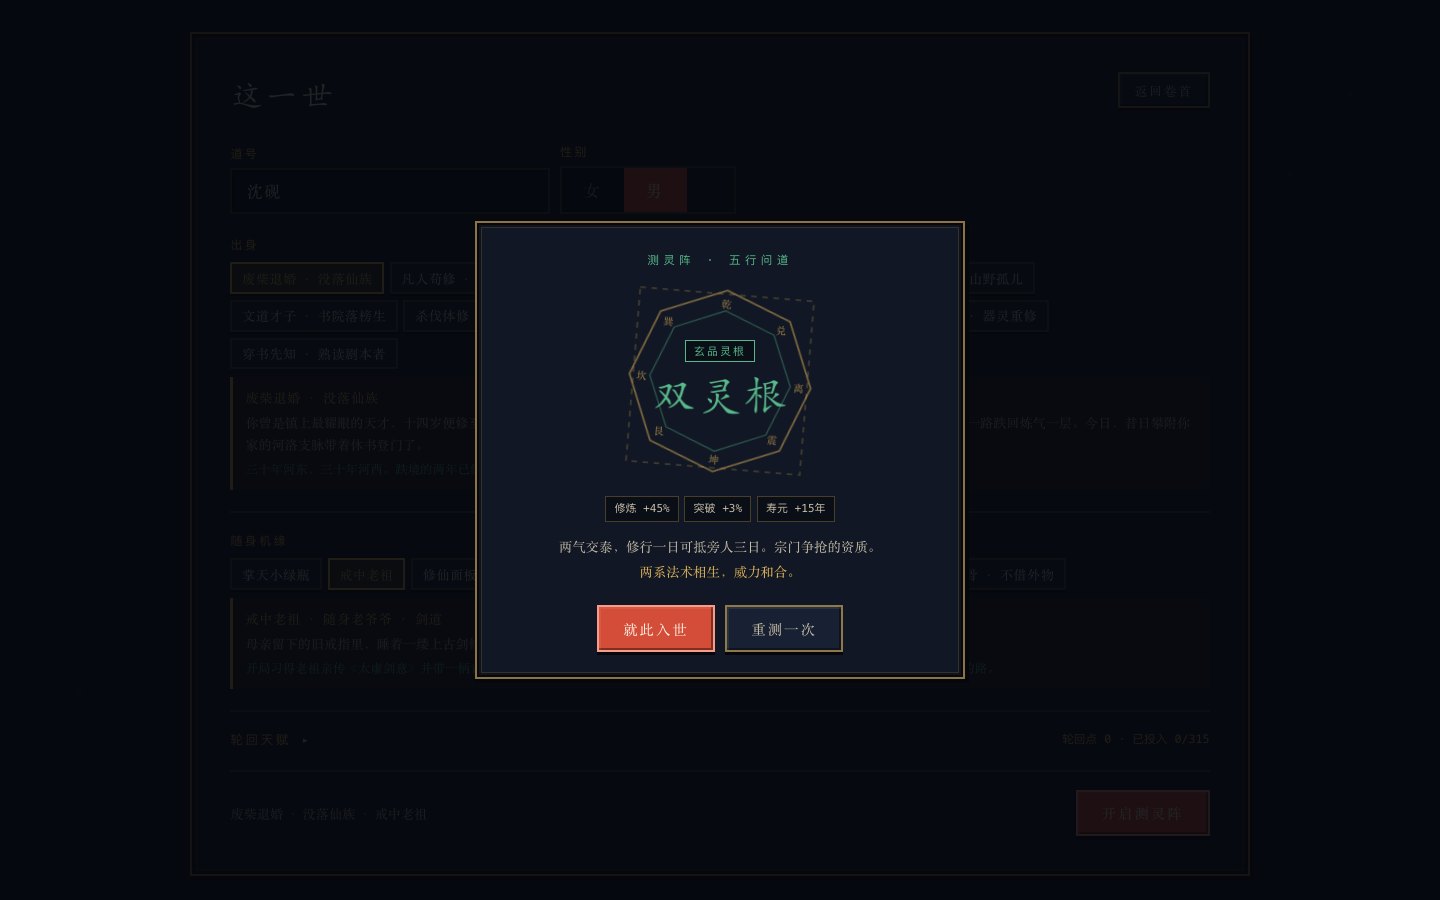 这一世
返回卷首
道号
性别
沈砚
女
男
出身
废柴退婚 · 没落仙族
凡人苟修 ·
山野孤儿
文道才子 · 书院落榜生
杀伐体修
· 器灵重修
穿书先知 · 熟读剧本者
废柴退婚 · 没落仙族
你曾是镇上最耀眼的天才，十四岁便修至
一路跌回炼气一层。今日，昔日攀附你
家的河洛支脉带着休书登门了。
三十年河东，三十年河西。跌境的两年已
随身机缘
掌天小绿瓶
戒中老祖
修仙面板
· 不借外物
戒中老祖 · 随身老爷爷 · 剑道
母亲留下的旧戒指里，睡着一缕上古剑
开局习得老祖亲传《太虚剑意》并带一柄
的路。
轮回天赋 ▸
轮回点 0 · 已投入 0/315
废柴退婚 · 没落仙族 · 戒中老祖
开启测灵阵
测灵阵 · 五行问道
乾
兑
离
震
坤
艮
坎
巽
玄品灵根
双灵根
修炼 +45%
突破 +3%
寿元 +15年
两气交泰，修行一日可抵旁人三日。宗门争抢的资质。
两系法术相生，威力和合。
就此入世
重测一次